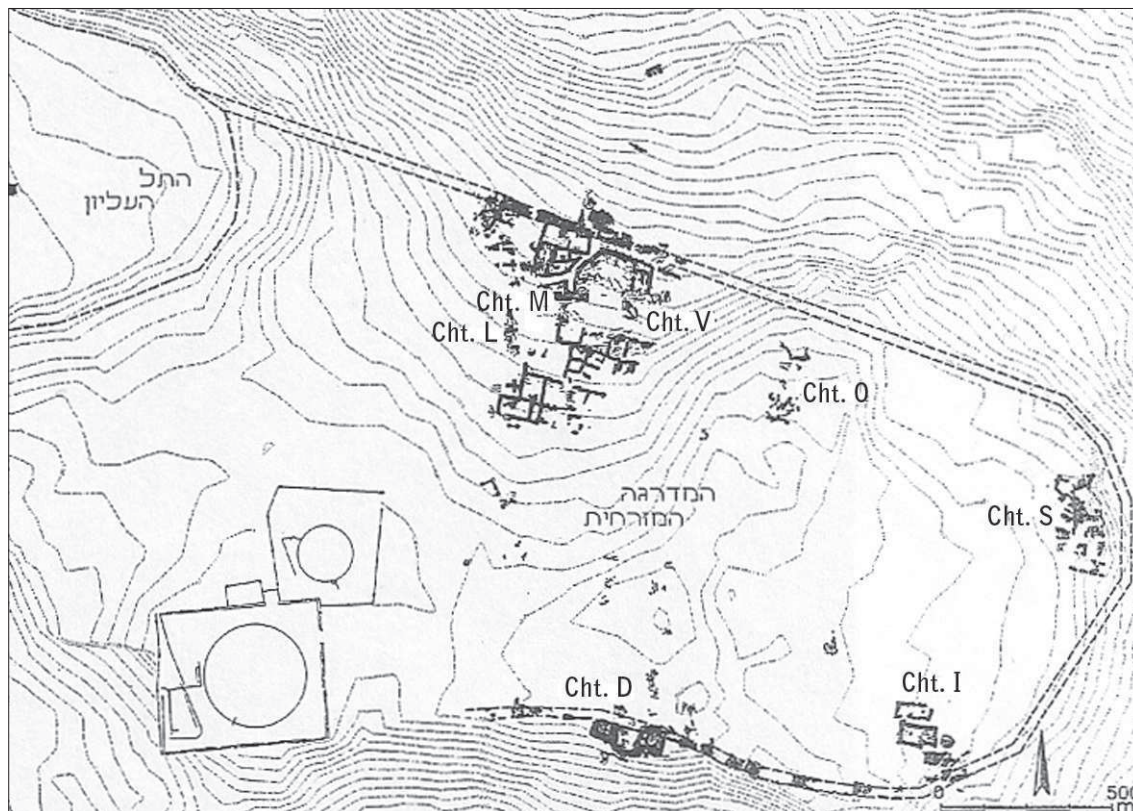 התל
העליון
Cht. M
Cht. V
Cht. L
Cht. O
המדרגה
המזרחית
Cht. S
Cht. D
Cht. I
0 500
m